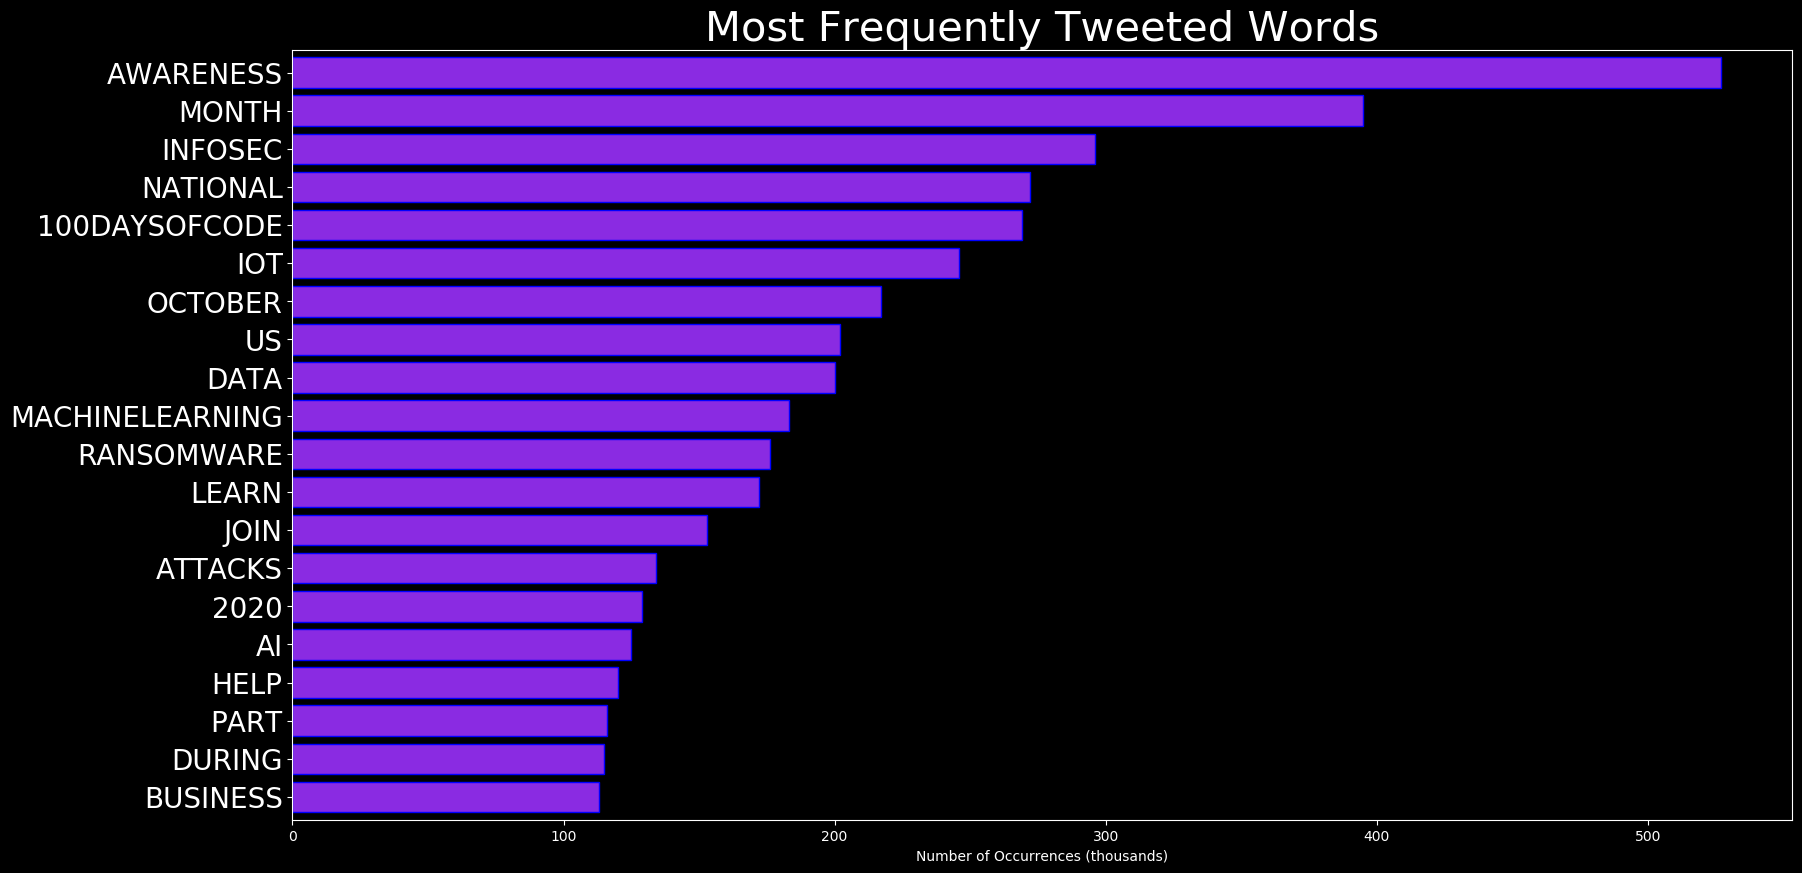 Most Frequently Tweeted Words
AWARENESS
MONTH
INFOSEC
NATIONAL
100DAYSOFCODE
IOT
OCTOBER
US
DATA
MACHINELEARNING
RANSOMWARE
LEARN
JOIN
ATTACKS
2020
AI
HELP
PART
DURING
BUSINESS
0 100 200 300 400 500
Number of Occurrences (thousands)